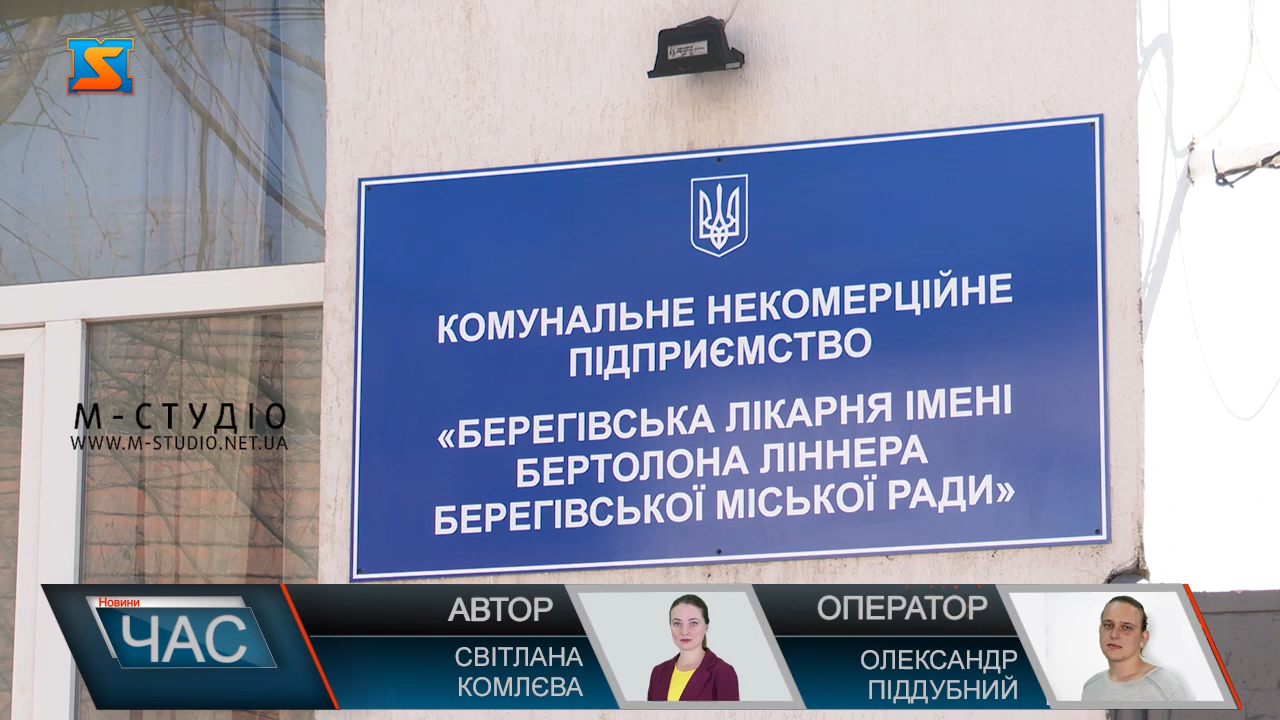 КОМУНАЛЬНЕ НЕКОМЕРЦІЙНЕ
ПІДПРИЄМСТВО
«БЕРЕГІВСЬКА ЛІКАРНЯ ІМЕНІ
БЕРТОЛОНА ЛІННЕРА
БЕРЕГІВСЬКОЇ МІСЬКОЇ РАДИ»
М-СТУДІО
WWW.M-STUDIO.NET.UA
Новини
ЧАС
АВТОР
СВІТЛАНА
КОМЛЄВА
ОПЕРАТОР
ОЛЕКСАНДР
ПІДДУБНИЙ